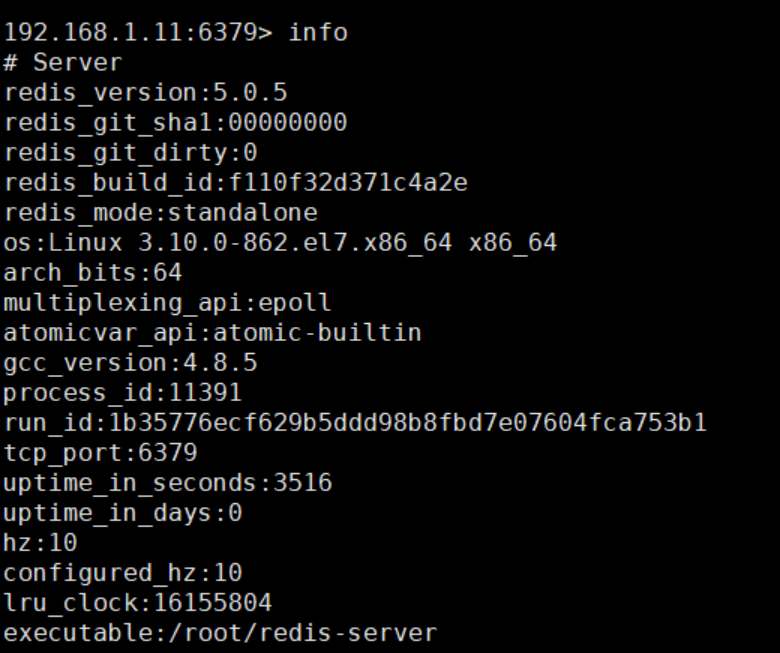 192.168.1.11:6379> info
# Server
redis_version:5.0.5
redis_git_sha1:00000000
redis_git_dirty:0
redis_build_id:f110f32d371c4a2e
redis_mode:standalone
os:Linux 3.10.0-862.el7.x86_64 x86_64
arch_bits:64
multiplexing_api:epoll
atomicvar_api:atomic-builtin
gcc_version:4.8.5
process_id:11391
run_id:1b35776ecf629b5ddd98b8fbd7e07604fca753b1
tcp_port:6379
uptime_in_seconds:3516
uptime_in_days:0
hz:10
configured_hz:10
lru_clock:16155804
executable:/root/redis-server